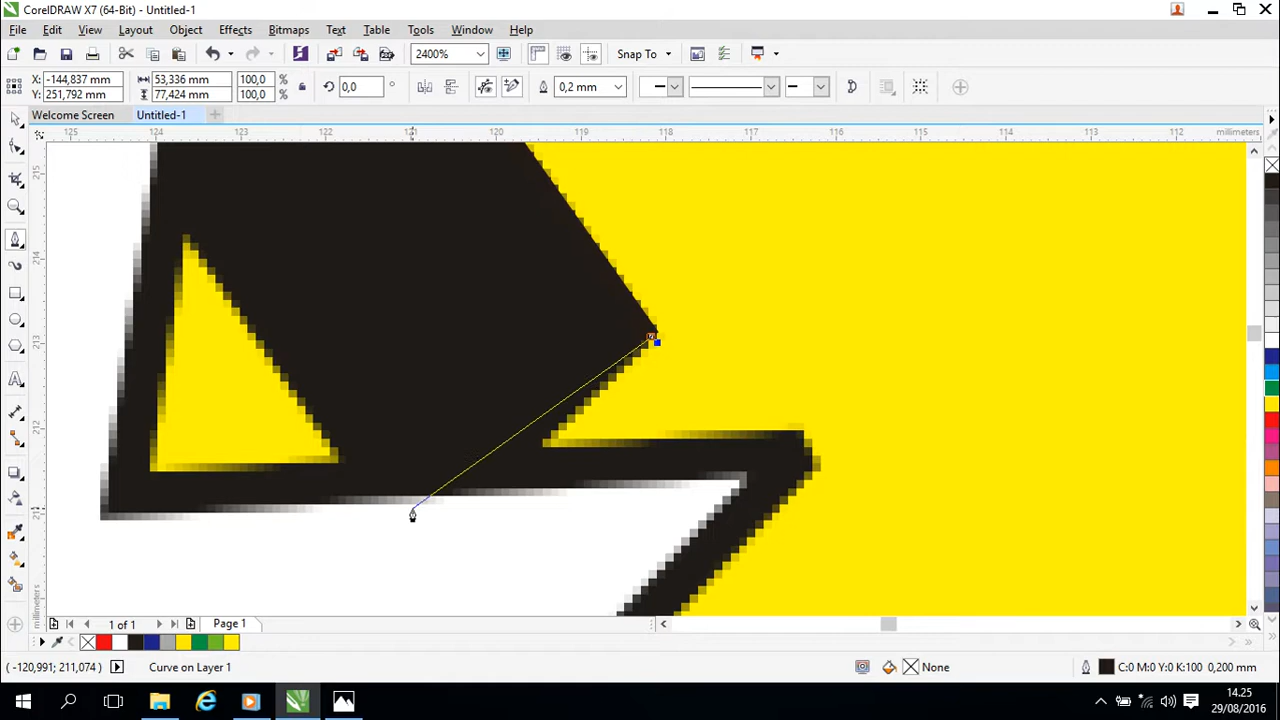 CorelDRAW X7 (64-Bit) - Untitled-1
File Edit View Layout Object Effects Bitmaps Text Table Tools Window Help
2400% Snap To
X: -144,837 mm 53,336 mm 100,0 % 0,0 ° 0,2 mm
Y: 251,792 mm 77,424 mm 100,0 %
Welcome Screen Untitled-1
125 124 123 122 121 120 119 118 117 116 115 114 113 112 millimeters
215
214
213
212
211
millimeters
1 of 1 Page 1
( -120,991; 211,074 ) Curve on Layer 1 None C:0 M:0 Y:0 K:100 0,200 mm
14.25
29/08/2016